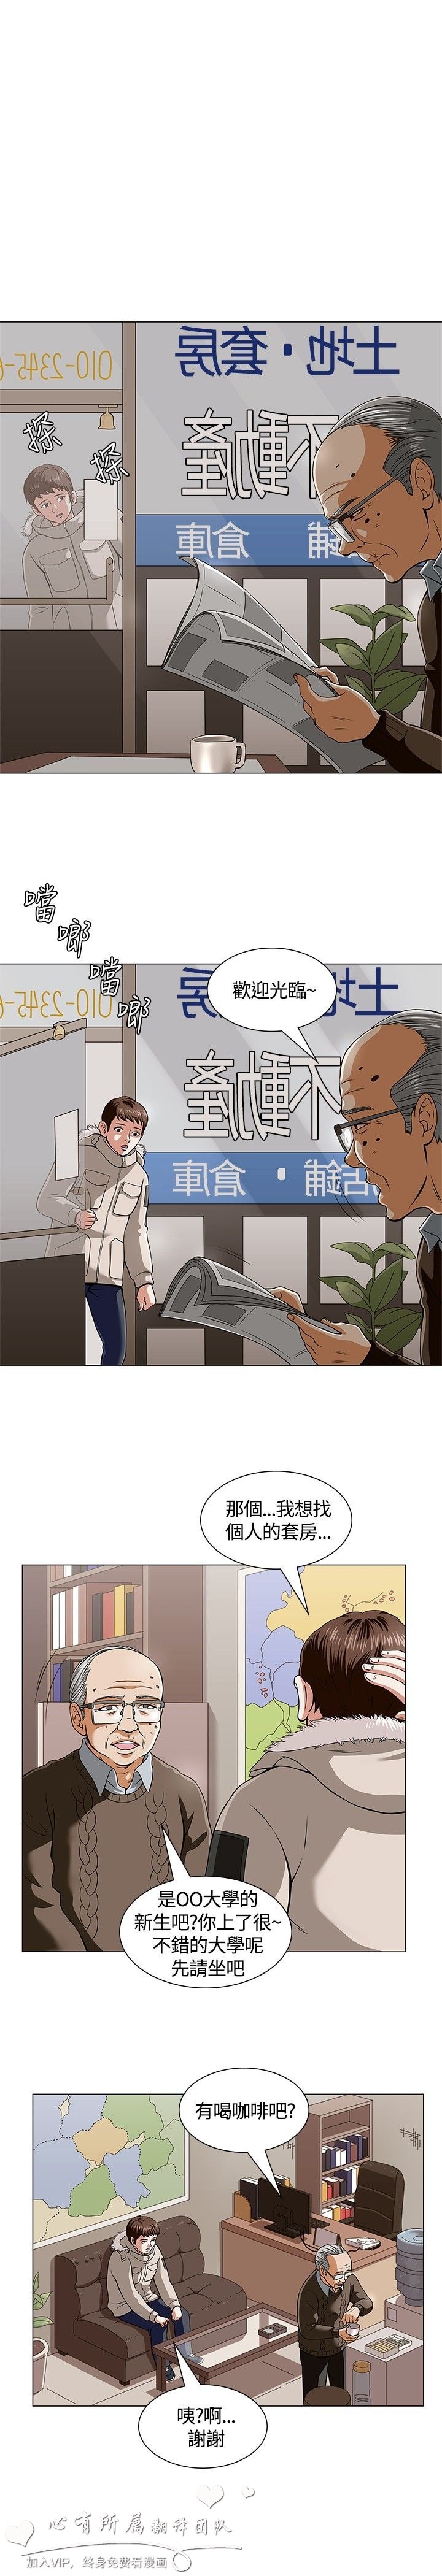 010-2345-6
土地·套房
探
探
不動產
鋪 倉庫
噹
啷
噹
啷
歡迎光臨~
010-2345-6
土地 房
不動產
店鋪·倉庫
那個...我想找
個人的套房...
是OO大學的
新生吧?你上了很~
不錯的大學呢
先請坐吧
有喝咖啡吧?
咦?啊...
謝謝
心有所属翻译团队
加入VIP，终身免费看漫画